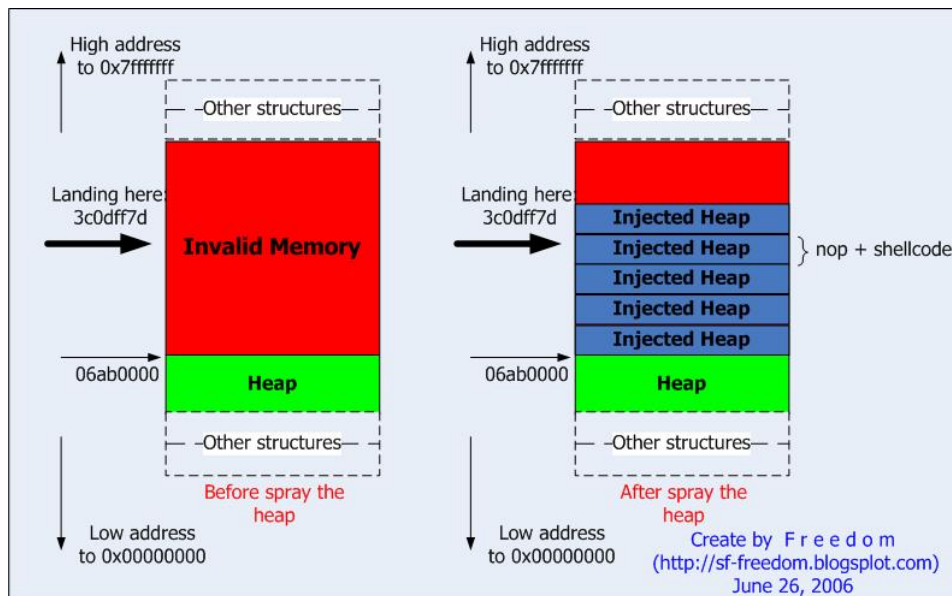 High address
to 0x7fffffff
Other structures
Landing here:
3c0dff7d
Invalid Memory
06ab0000
Heap
Other structures
Before spray the
heap
Low address
to 0x00000000
High address
to 0x7fffffff
Other structures
Landing here:
3c0dff7d
Injected Heap
Injected Heap
nop + shellcode
Injected Heap
Injected Heap
Injected Heap
06ab0000
Heap
Other structures
After spray the
heap
Low address
to 0x00000000
Create by F r e e d o m
(http://sf-freedom.blogsplot.com)
June 26, 2006